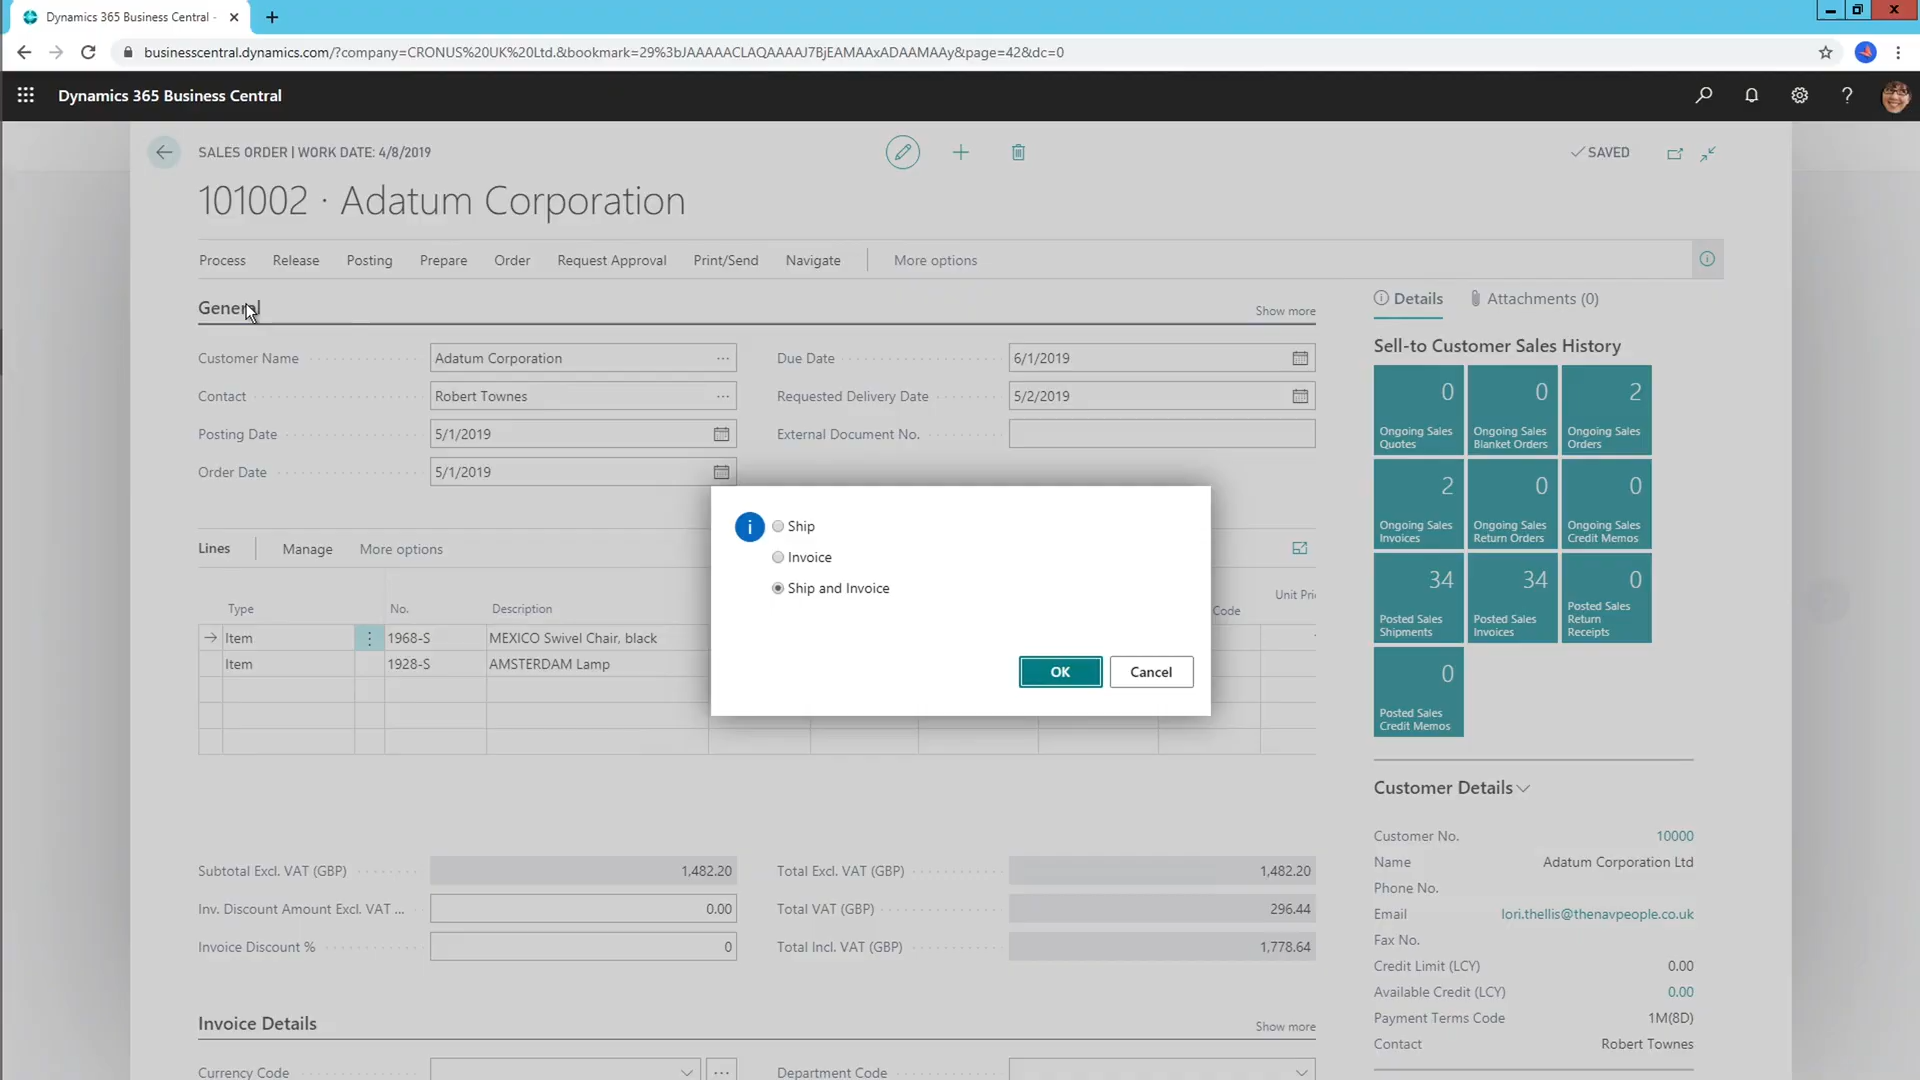 Dynamics 365 Business Central -
businesscentral.dynamics.com/?company=CRONUS%20UK%20Ltd.&bookmark=29%3bJAAAAACLAQAAAAJ7BjEAMAAxADAAMAAy&page=42&dc=0
Dynamics 365 Business Central
SALES ORDER | WORK DATE: 4/8/2019
SAVED
101002 · Adatum Corporation
Process Release Posting Prepare Order Request Approval Print/Send Navigate More options
General
Show more
Customer Name Adatum Corporation
Contact Robert Townes
Posting Date 5/1/2019
Order Date 5/1/2019
Due Date 6/1/2019
Requested Delivery Date 5/2/2019
External Document No.
Ship
Invoice
Ship and Invoice
OK Cancel
Lines Manage More options
Type No. Description Code Unit Pri
Item 1968-S MEXICO Swivel Chair, black
Item 1928-S AMSTERDAM Lamp
Subtotal Excl. VAT (GBP) 1,482.20
Inv. Discount Amount Excl. VAT ... 0.00
Invoice Discount % 0
Total Excl. VAT (GBP) 1,482.20
Total VAT (GBP) 296.44
Total Incl. VAT (GBP) 1,778.64
Invoice Details
Show more
Currency Code
Department Code
Details Attachments (0)
Sell-to Customer Sales History
0
Ongoing Sales
Quotes
0
Ongoing Sales
Blanket Orders
2
Ongoing Sales
Orders
2
Ongoing Sales
Invoices
0
Ongoing Sales
Return Orders
0
Ongoing Sales
Credit Memos
34
Posted Sales
Shipments
34
Posted Sales
Invoices
0
Posted Sales
Return
Receipts
0
Posted Sales
Credit Memos
Customer Details
Customer No. 10000
Name Adatum Corporation Ltd
Phone No.
Email lori.thellis@thenavpeople.co.uk
Fax No.
Credit Limit (LCY) 0.00
Available Credit (LCY) 0.00
Payment Terms Code 1M(8D)
Contact Robert Townes